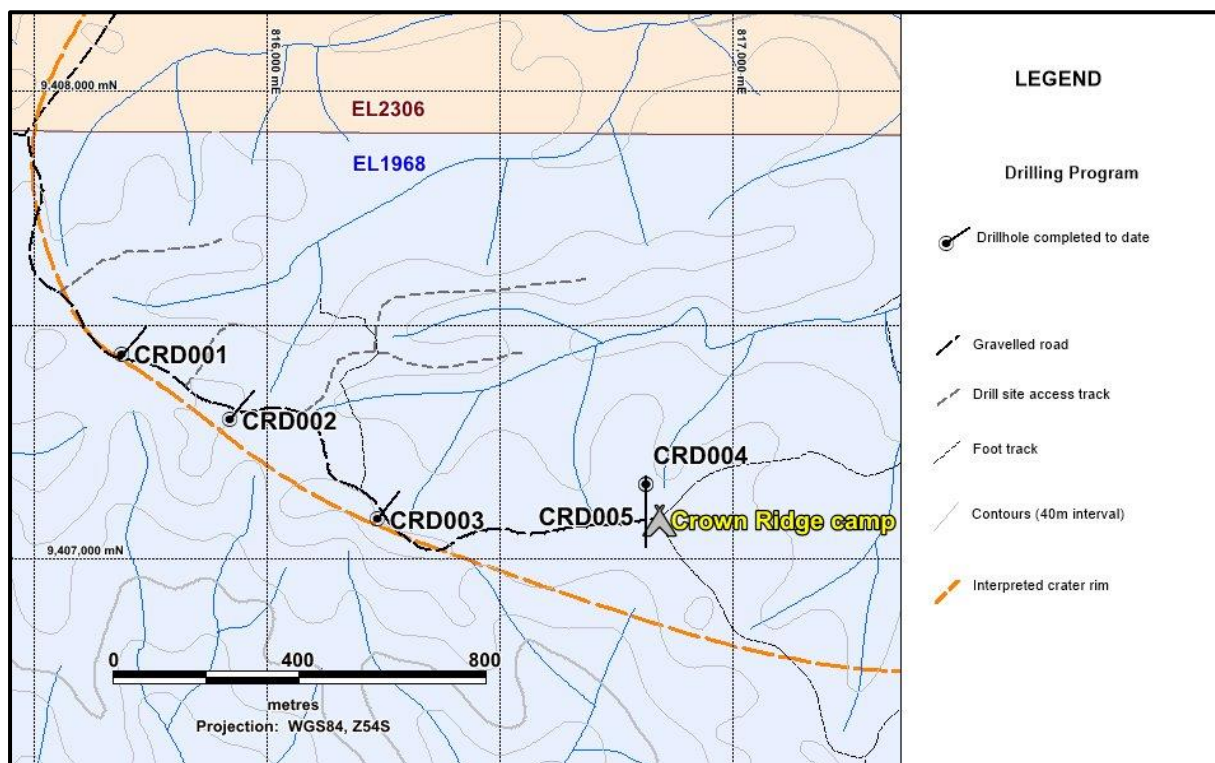 816,000 mE
817,000 mE
9,408,000 mN
EL2306
EL1968
CRD001
CRD002
CRD003
CRD004
CRD005
Crown Ridge camp
9,407,000 mN
0 400 800
metres
Projection: WGS84, Z54S
LEGEND
Drilling Program
Drillhole completed to date
Gravelled road
Drill site access track
Foot track
Contours (40m interval)
Interpreted crater rim